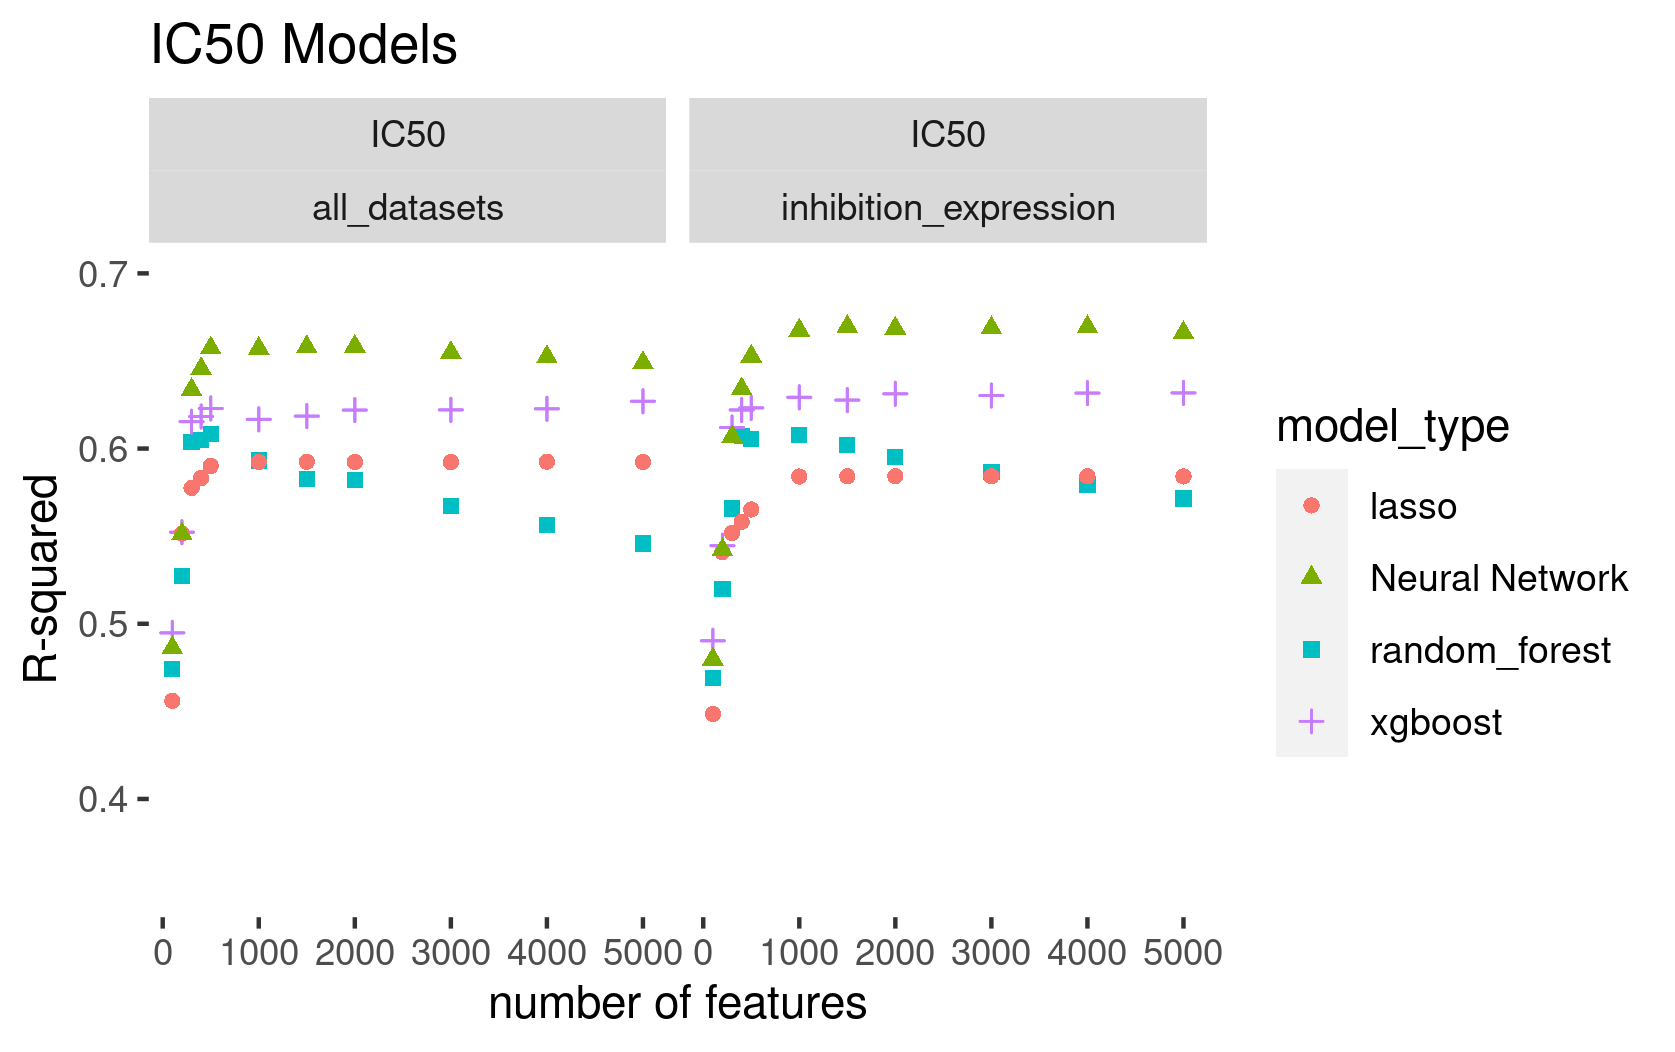 IC50 Models
IC50 IC50
all_datasets inhibition_expression
0.7
0.6
0.5
0.4
R-squared
0 1000 2000 3000 4000 5000 0 1000 2000 3000 4000 5000
number of features
model_type
lasso
Neural Network
random_forest
xgboost